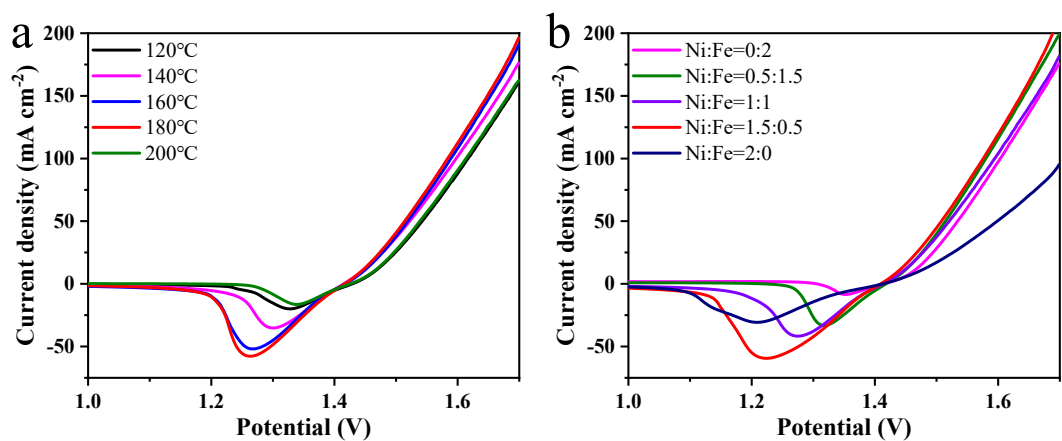 a
120°C
140°C
160°C
180°C
200°C
200
150
100
50
0
-50
1.0
1.2
1.4
1.6
Potential (V)
Current density (mA cm-2)
b
Ni:Fe=0:2
Ni:Fe=0.5:1.5
Ni:Fe=1:1
Ni:Fe=1.5:0.5
Ni:Fe=2:0
200
150
100
50
0
-50
1.0
1.2
1.4
1.6
Potential (V)
Current density (mA cm-2)